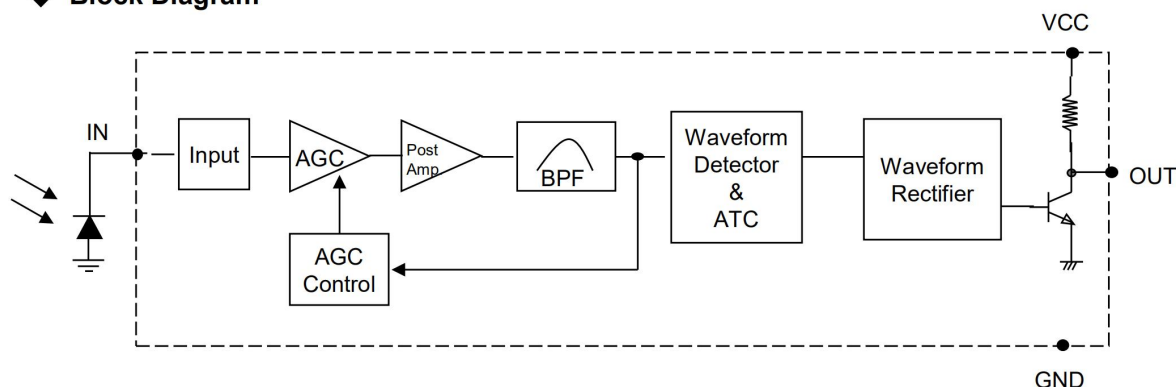 Block Diagram
VCC
IN
Input
AGC
Post
Amp
BPF
AGC
Control
Waveform
Detector
&
ATC
Waveform
Rectifier
OUT
GND